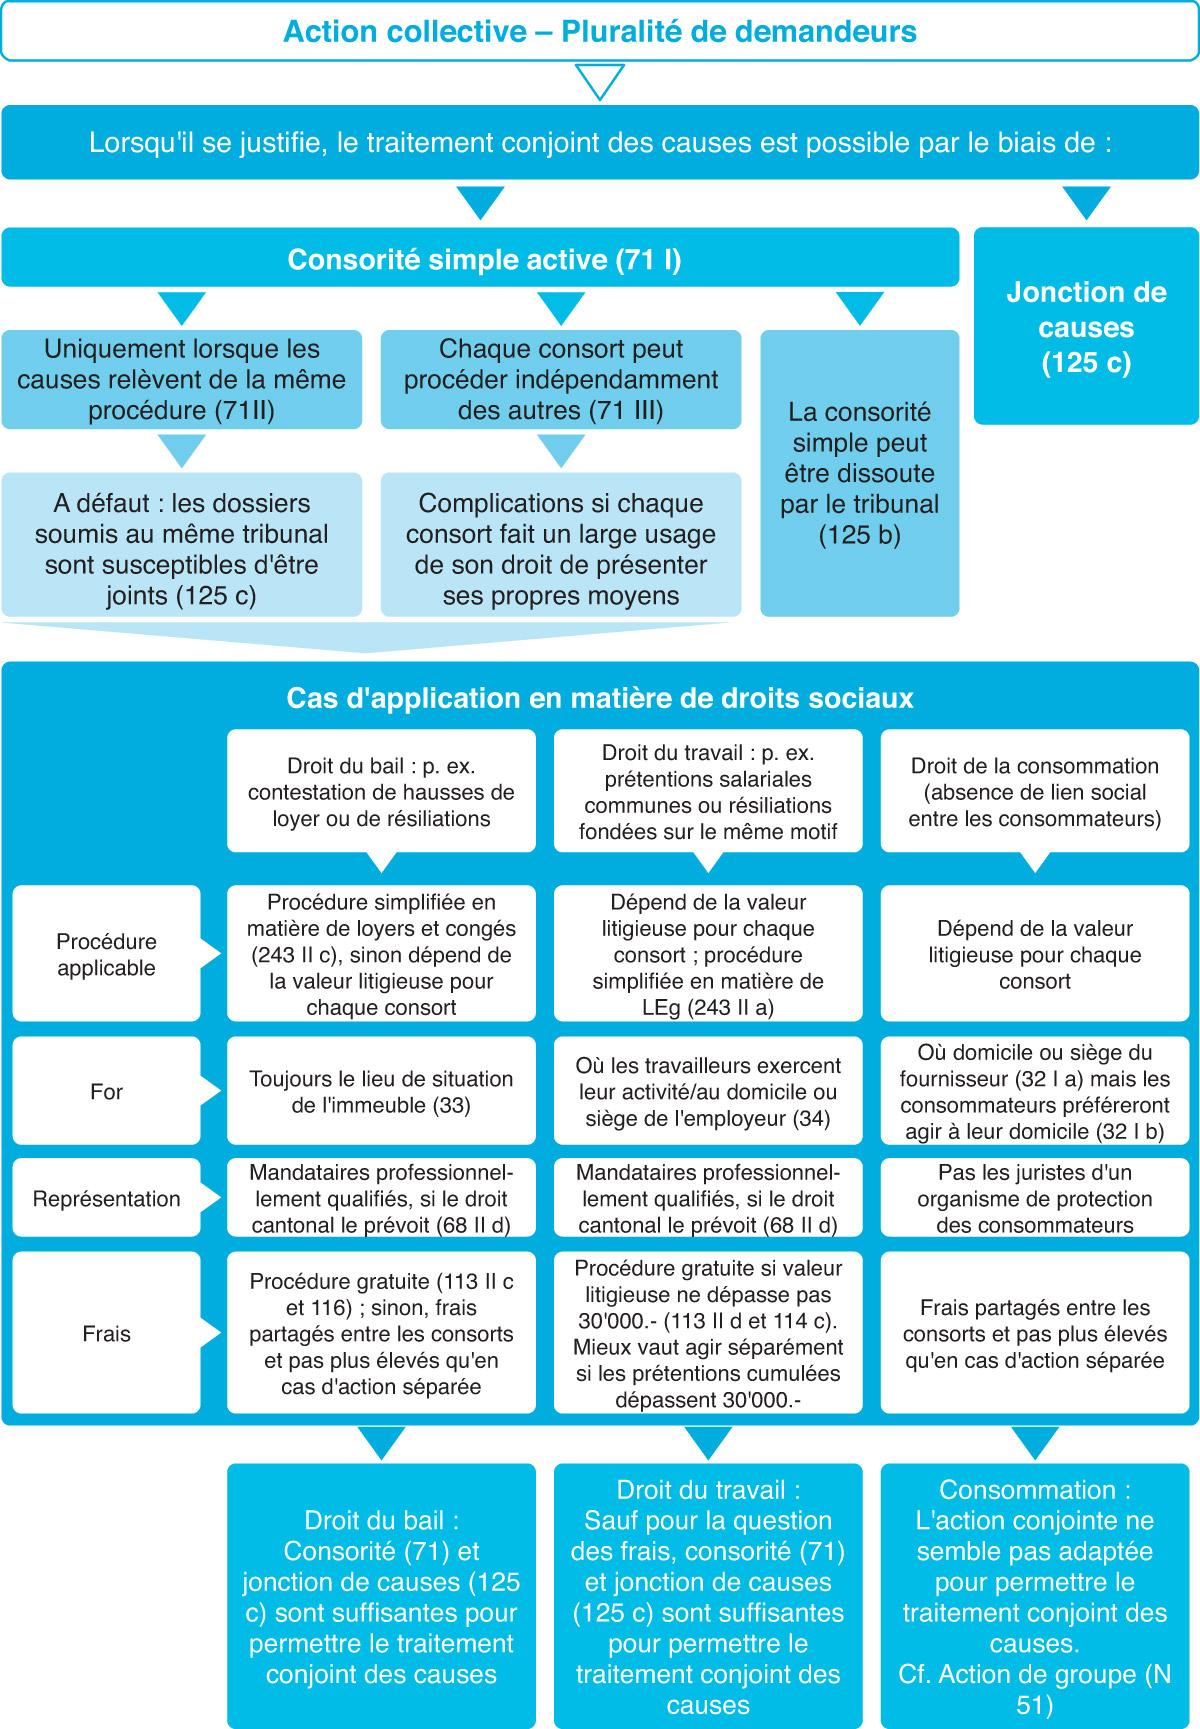 Action collective – Pluralité de demandeurs
Lorsqu'il se justifie, le traitement conjoint des causes est possible par le biais de :
Consorité simple active (71 I)
Jonction de
causes
(125 c)
Uniquement lorsque les
causes relèvent de la même
procédure (71II)
Chaque consort peut
procéder indépendamment
des autres (71 III)
La consorité
simple peut
être dissoute
par le tribunal
(125 b)
A défaut : les dossiers
soumis au même tribunal
sont susceptibles d'être
joints (125 c)
Complications si chaque
consort fait un large usage
de son droit de présenter
ses propres moyens
Cas d'application en matière de droits sociaux
Droit du bail : p. ex.
contestation de hausses de
loyer ou de résiliations
Droit du travail : p. ex.
prétentions salariales
communes ou résiliations
fondées sur le même motif
Droit de la consommation
(absence de lien social
entre les consommateurs)
Procédure
applicable
Procédure simplifiée en
matière de loyers et congés
(243 II c), sinon dépend de
la valeur litigieuse pour
chaque consort
Dépend de la valeur
litigieuse pour chaque
consort ; procédure
simplifiée en matière de
LEg (243 II a)
Dépend de la valeur
litigieuse pour chaque
consort
For
Toujours le lieu de situation
de l'immeuble (33)
Où les travailleurs exercent
leur activité/au domicile ou
siège de l'employeur (34)
Où domicile ou siège du
fournisseur (32 I a) mais les
consommateurs préféreront
agir à leur domicile (32 I b)
Représentation
Mandataires professionnel-
lement qualifiés, si le droit
cantonal le prévoit (68 II d)
Mandataires professionnel-
lement qualifiés, si le droit
cantonal le prévoit (68 II d)
Pas les juristes d'un
organisme de protection
des consommateurs
Frais
Procédure gratuite (113 II c
et 116) ; sinon, frais
partagés entre les consorts
et pas plus élevés qu'en
cas d'action séparée
Procédure gratuite si valeur
litigieuse ne dépasse pas
30'000.- (113 II d et 114 c).
Mieux vaut agir séparément
si les prétentions cumulées
dépassent 30'000.-
Frais partagés entre les
consorts et pas plus élevés
qu'en cas d'action séparée
Droit du bail :
Consorité (71) et
jonction de causes (125
c) sont suffisantes pour
permettre le traitement
conjoint des causes
Droit du travail :
Sauf pour la question
des frais, consorité (71)
et jonction de causes
(125 c) sont suffisantes
pour permettre le
traitement conjoint des
causes
Consommation :
L'action conjointe ne
semble pas adaptée
pour permettre le
traitement conjoint des
causes.
Cf. Action de groupe (N
51)